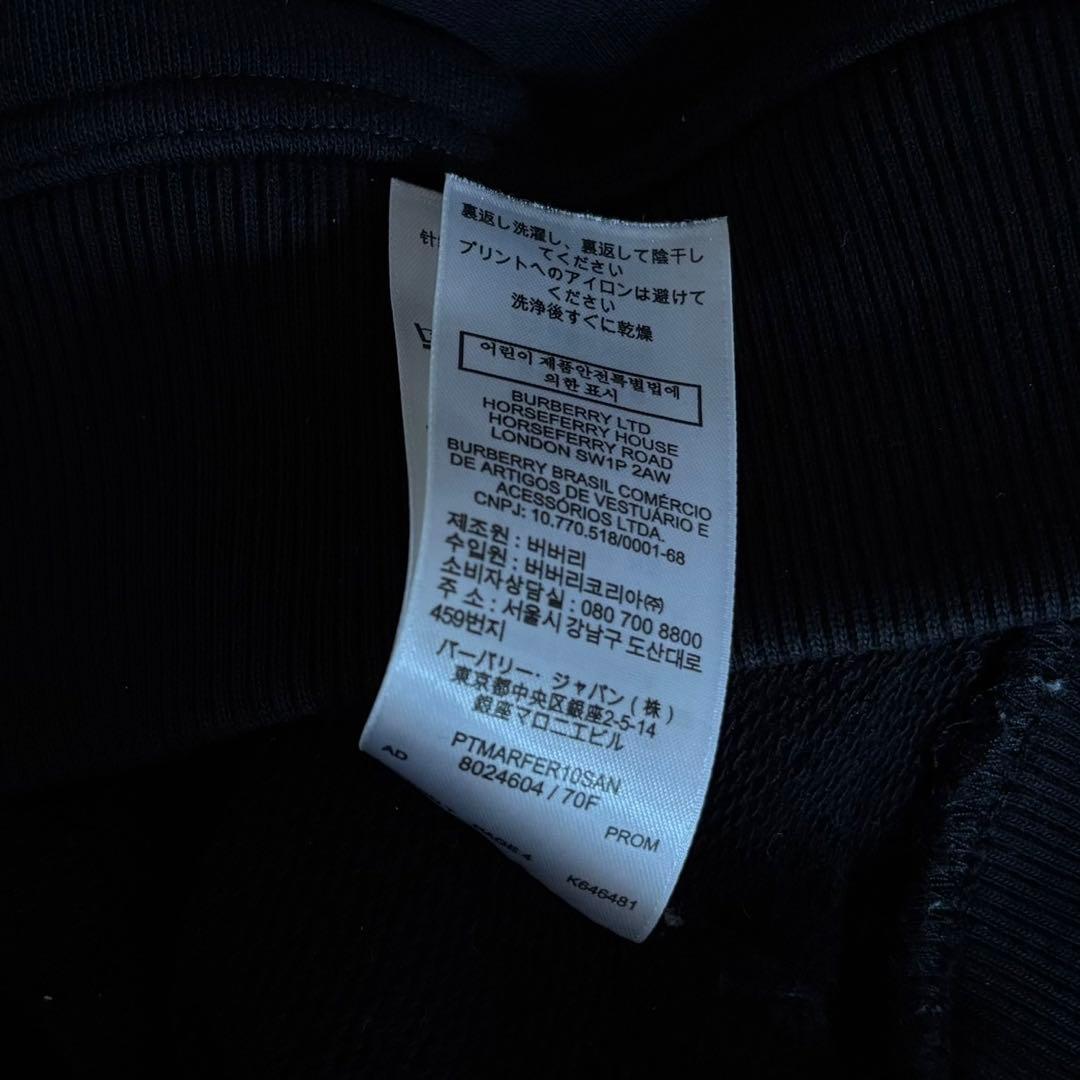 裏返し洗濯し、裏返して陰干し
てください
プリントへのアイロンは避けて
ください
洗浄後すぐに乾燥
어린이 제품안전특별법에
의한 표시
BURBERRY LTD
HORSEFERRY HOUSE
HORSEFERRY ROAD
LONDON SW1P 2AW
BURBERRY BRASIL COMÉRCIO
DE ARTIGOS DE VESTUÁRIO E
ACESSÓRIOS LTDA.
CNPJ: 10.770.518/0001-68
제조원 : 버버리
수입원 : 버버리코리아㈜
소비자상담실 : 080 700 8800
주 소 : 서울시 강남구 도산대로
459번지
バーバリー・ジャパン（株）
東京都中央区銀座2-5-14
銀座マロニエビル
PTMARFER10SAN
8024604 / 70F
AD
PROM
PAGE 4
K646481
针